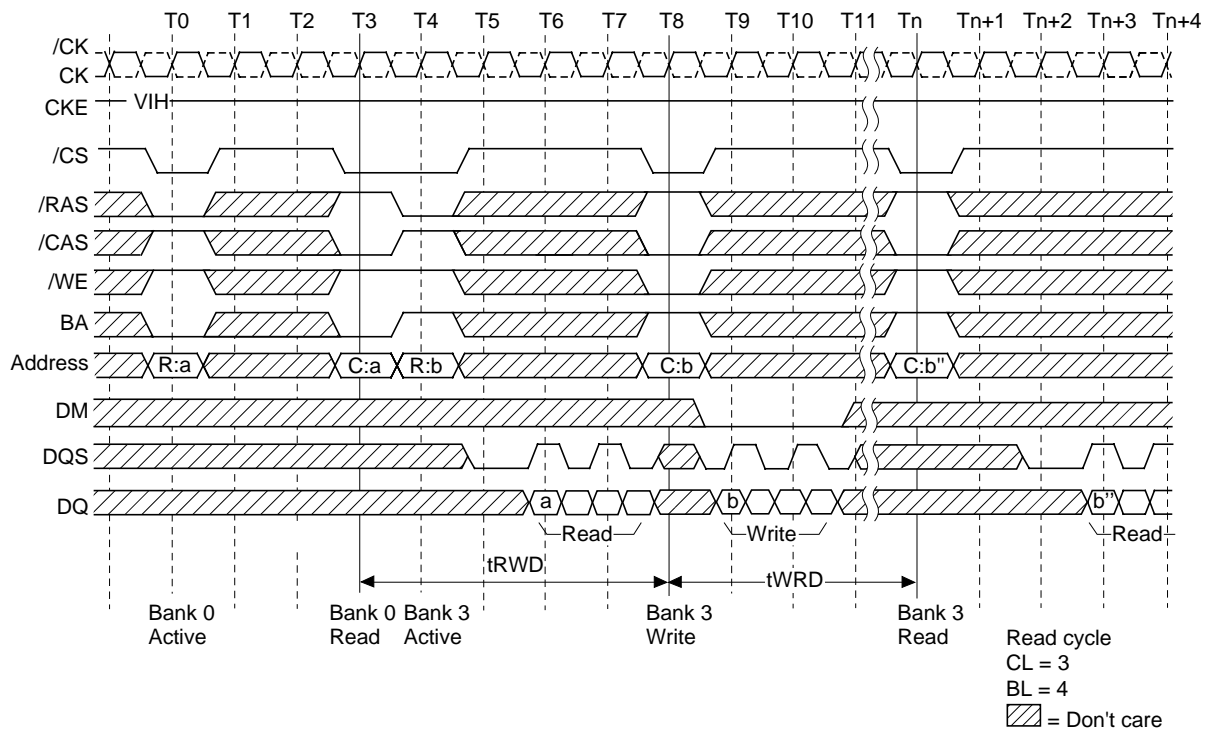 T0 T1 T2 T3 T4 T5 T6 T7 T8 T9 T10 T11 Tn Tn+1 Tn+2 Tn+3 Tn+4
/CK
CK
CKE VIH
/CS
/RAS
/CAS
/WE
BA
Address R:a C:a R:b C:b C:b"
DM
DQS
DQ a b b’’
Read Write Read
tRWD tWRD
Bank 0 Active
Bank 0 Read
Bank 3 Active
Bank 3 Write
Bank 3 Read
Read cycle
CL = 3
BL = 4
= Don't care